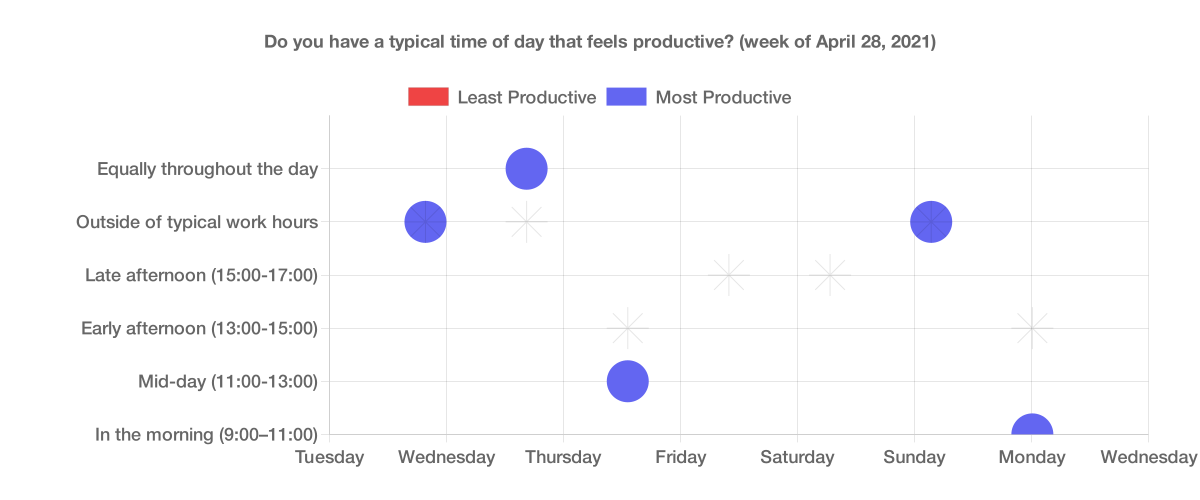 Do you have a typical time of day that feels productive? (week of April 28, 2021)
Least Productive Most Productive
Equally throughout the day
Outside of typical work hours
Late afternoon (15:00-17:00)
Early afternoon (13:00-15:00)
Mid-day (11:00-13:00)
In the morning (9:00–11:00)
Tuesday Wednesday Thursday Friday Saturday Sunday Monday Wednesday